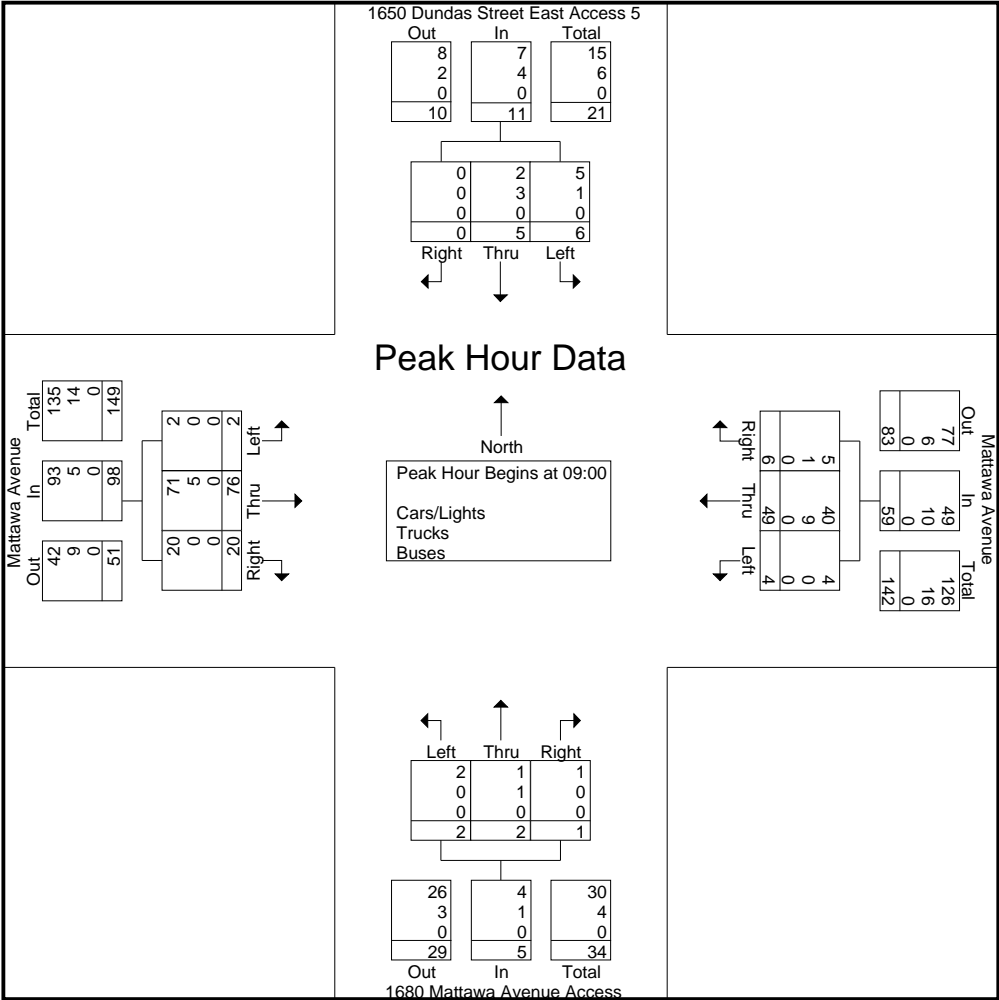 1650 Dundas Street East Access 5
Out In Total
8 7 15
2 4 6
0 0 0
10 11 21
0 2 5
0 3 1
0 0 0
0 5 6
Right Thru Left
Peak Hour Data
North
Peak Hour Begins at 09:00
Cars/Lights
Trucks
Buses
Mattawa Avenue
Total In Out
135 93 42
14 5 9
0 0 0
149 98 51
2 71 20
0 5 0
0 0 0
2 76 20
Left Thru Right
Mattawa Avenue
Out In Total
77 49 126
6 10 16
0 0 0
83 59 142
5 40 4
1 9 0
0 0 0
6 49 4
Right Thru Left
Left Thru Right
2 1 1
0 1 0
0 0 0
2 2 1
26 4 30
3 1 4
0 0 0
29 5 34
Out In Total
1680 Mattawa Avenue Access